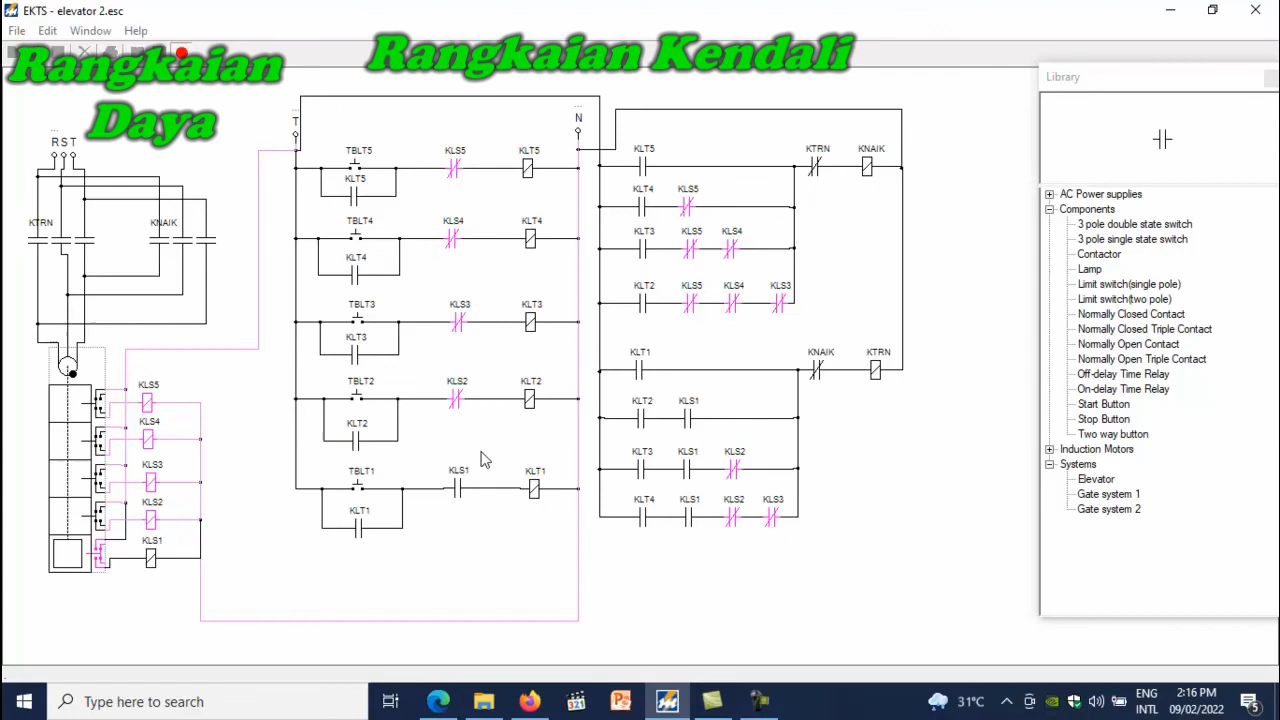 EKTS - elevator 2.esc
File Edit Window Help
Rangkaian Daya
Rangkaian Kendali
Library
R S T
KTRN KNAIK
KLS5
KLS4
KLS3
KLS2
KLS1
T
N
TBLT5 KLS5 KLT5
KLT5
TBLT4 KLS4 KLT4
KLT4
TBLT3 KLS3 KLT3
KLT3
TBLT2 KLS2 KLT2
KLT2
TBLT1 KLS1 KLT1
KLT1
KLT5 KTRN KNAIK
KLT4 KLS5
KLT3 KLS5 KLS4
KLT2 KLS5 KLS4 KLS3
KLT1 KNAIK KTRN
KLT2 KLS1
KLT3 KLS1 KLS2
KLT4 KLS1 KLS2 KLS3
AC Power supplies
Components
3 pole double state switch
3 pole single state switch
Contactor
Lamp
Limit switch(single pole)
Limit switch(two pole)
Normally Closed Contact
Normally Closed Triple Contact
Normally Open Contact
Normally Open Triple Contact
Off-delay Time Relay
On-delay Time Relay
Start Button
Stop Button
Two way button
Induction Motors
Systems
Elevator
Gate system 1
Gate system 2
Type here to search
321
31°C
ENG
INTL
2:16 PM
09/02/2022
5